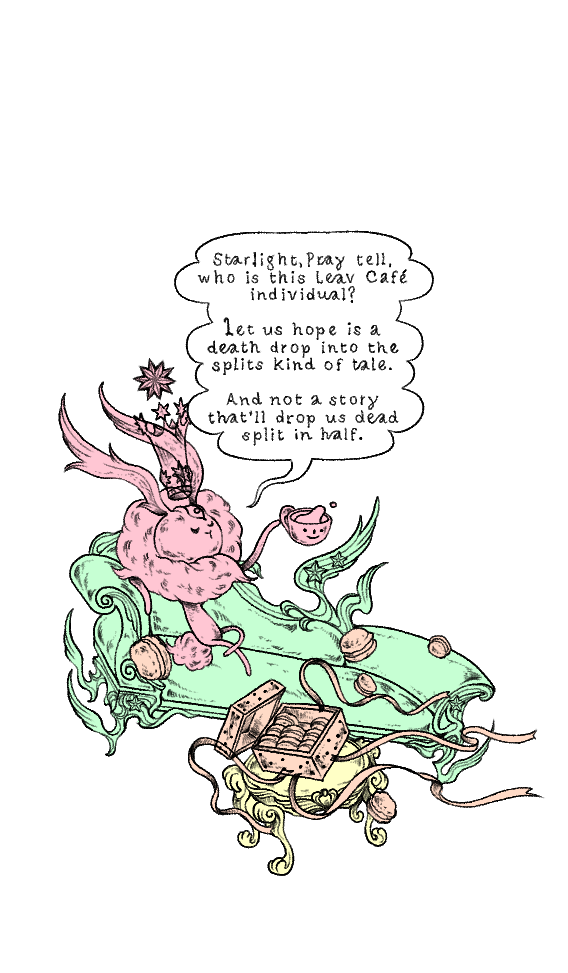 Starlight, Pray tell,
who is this Leav Café
individual?
Let us hope is a
death drop into the
splits kind of tale.
And not a story
that'll drop us dead
split in half.